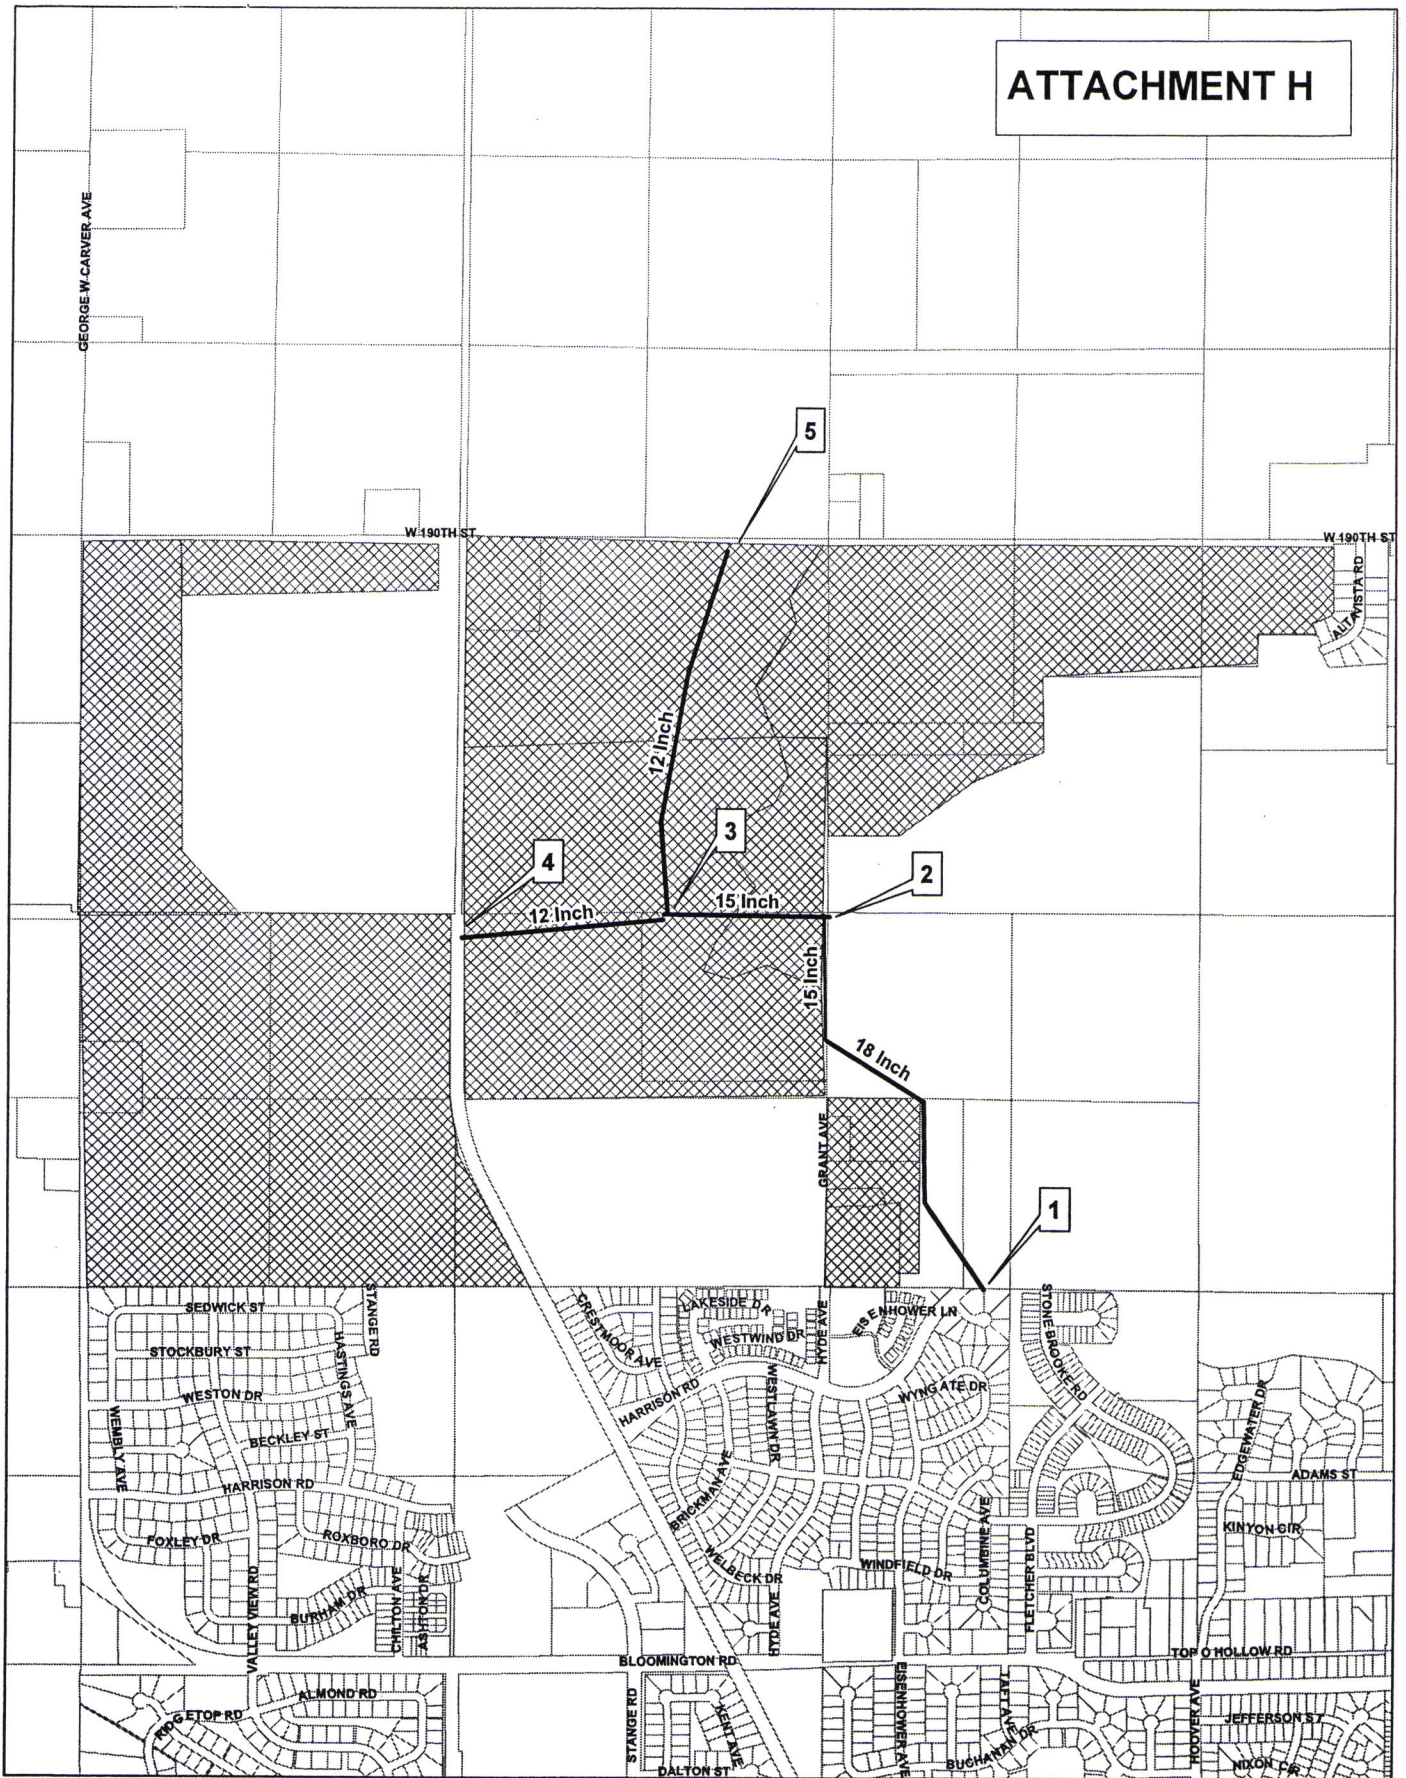 ATTACHMENT H
GEORGE W CARVER AVE
5
W 190TH ST
W 190TH ST
ALTA VISTA RD
12 Inch
3
4
2
15 Inch
12 Inch
15 Inch
18 Inch
GRANT AVE
1
SEDWICK ST
STANGE RD
STOCKBURY ST
HASTINGS AVE
WESTON DR
WEMBLY AVE
BECKLEY ST
HARRISON RD
FOXLEY DR
ROXBORO DR
VALLEY VIEW RD
BURHAM DR
CHILTON AVE
ASHTON DR
CRESTMOOR AVE
LAKESIDE DR
WESTWIND DR
HYDE AVE
EISENHOWER LN
STONE BROOKE RD
HARRISON RD
WESTLAWN DR
WYNGATE DR
BRICKMAN AVE
WELBECK DR
HYDE AVE
WINDFIELD DR
COLUMBINE AVE
FLETCHER BLVD
EDGEWATER DR
ADAMS ST
KINYON CIR
TOP O HOLLOW RD
BLOOMINGTON RD
ALMOND RD
RIDGETOP RD
STANGE RD
KENT AVE
DALTON ST
EISENHOWER AVE
TAFT AVE
BUCHANAN DR
HOOVER AVE
JEFFERSON ST
NIXON CIR